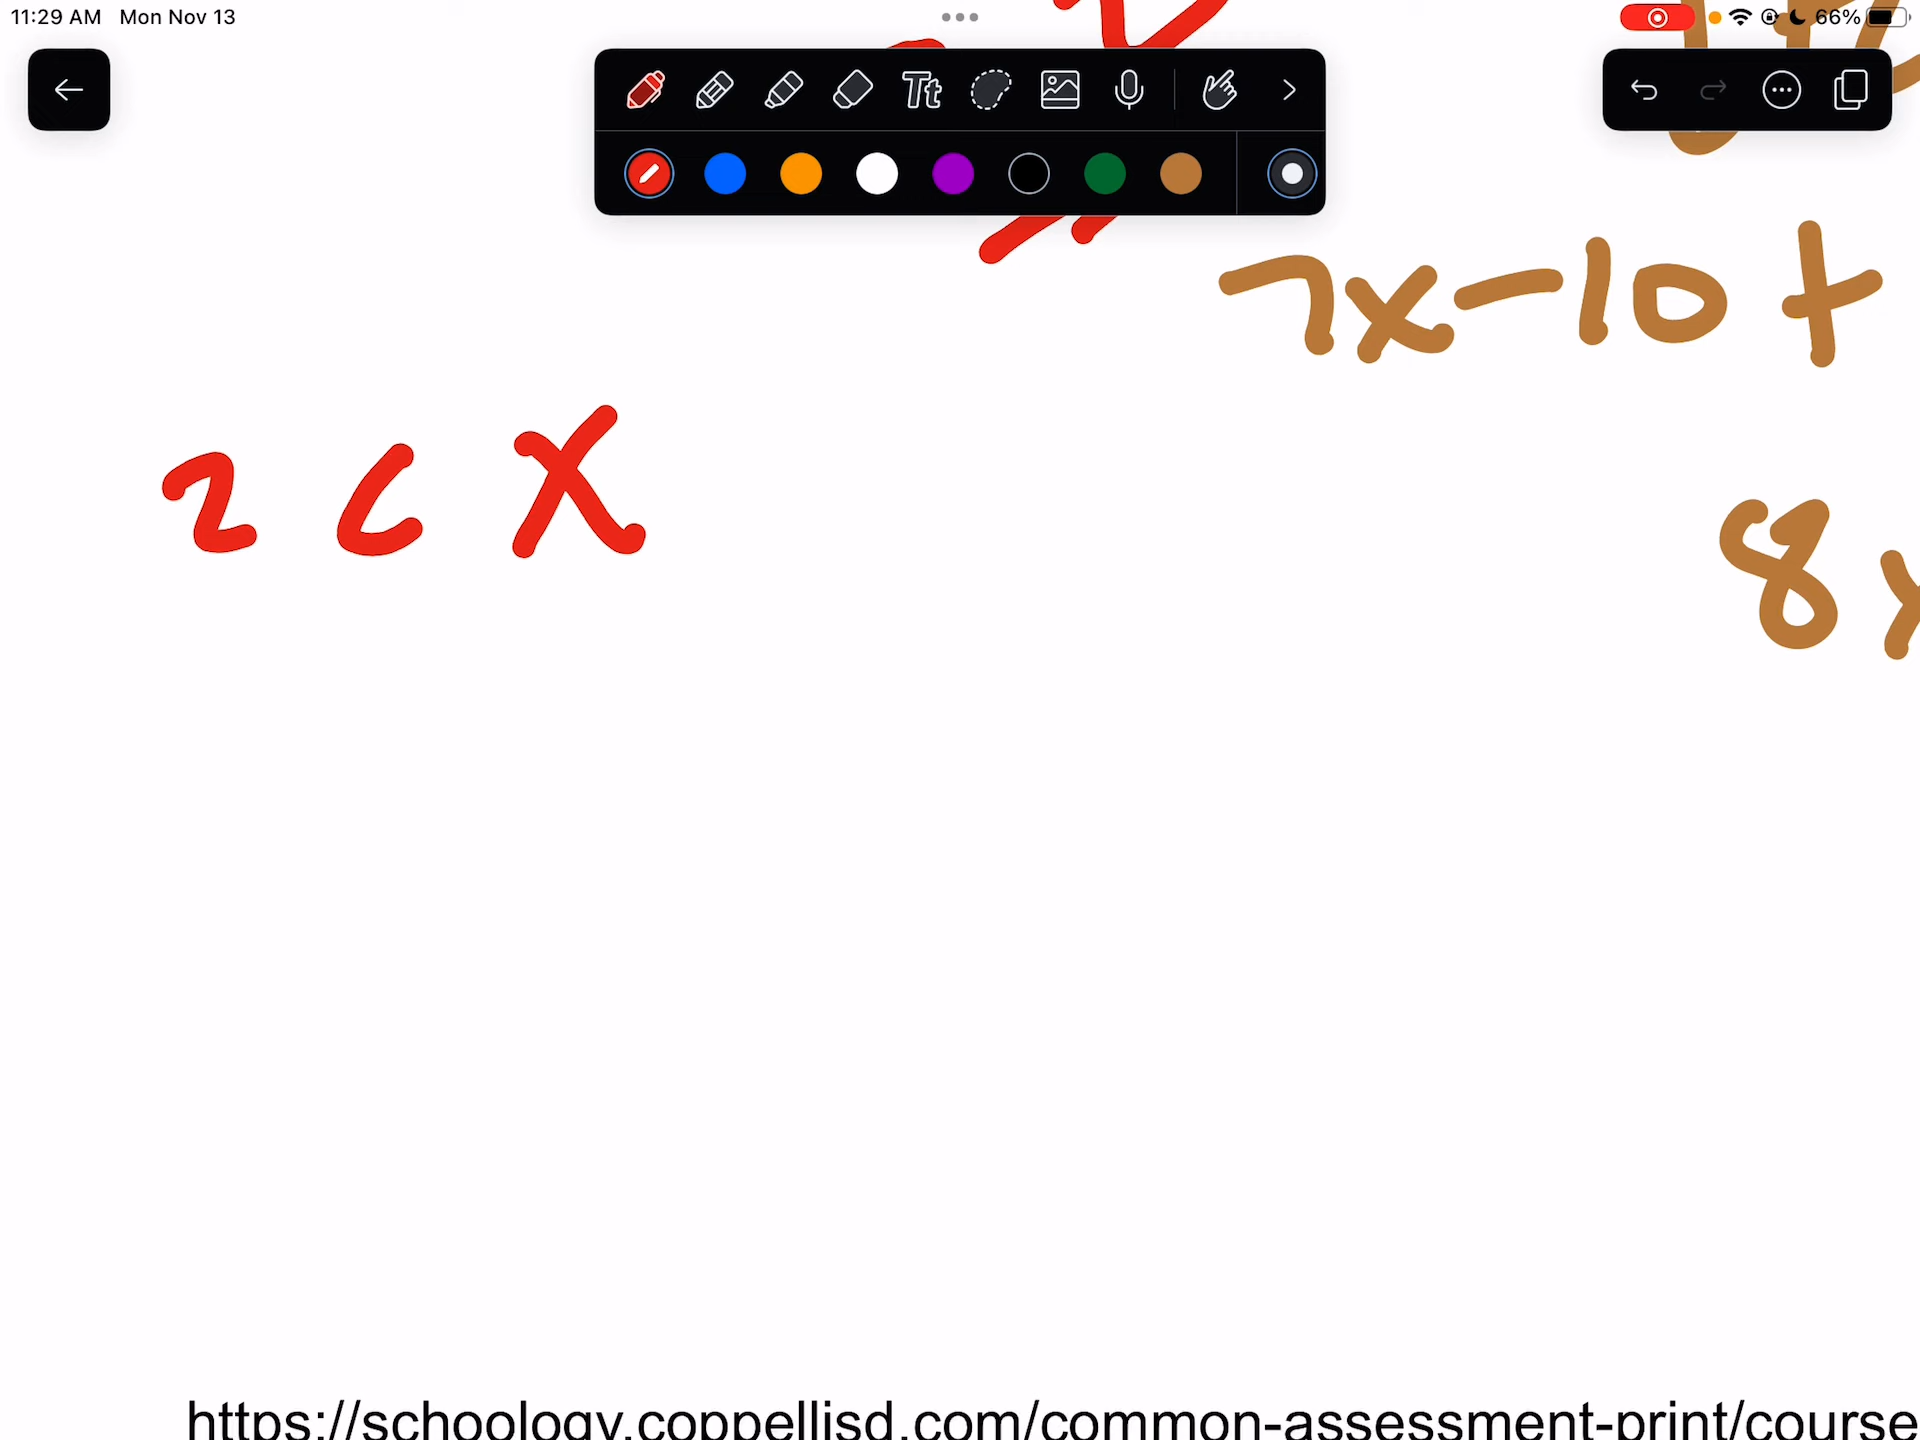 11:29 AM Mon Nov 13
66%
Tt
7x-10+
2 c x
8
https://schoology.coppellisd.com/common-assessment-print/course